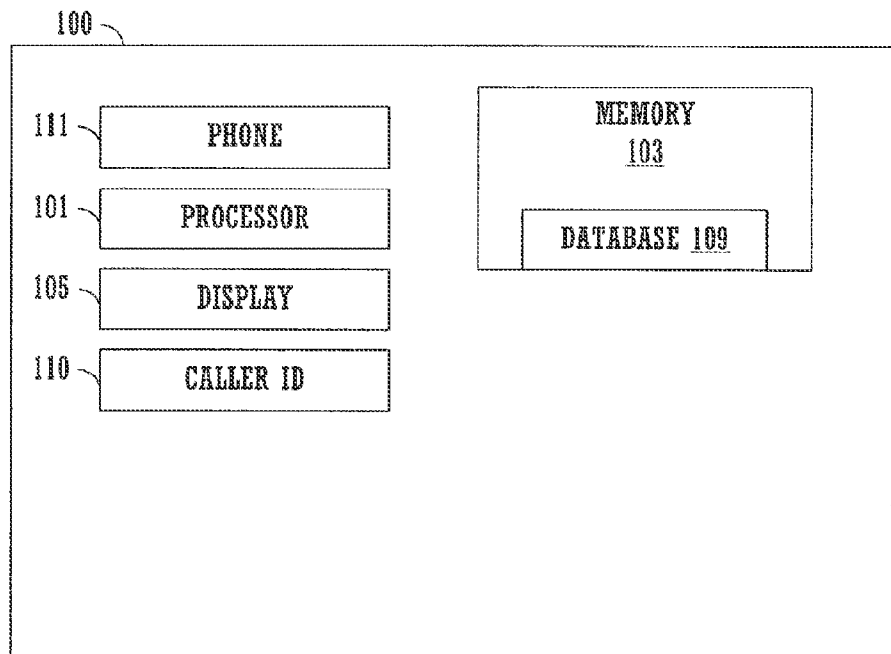 100
111 PHONE
MEMORY
103
101 PROCESSOR
DATABASE 109
105 DISPLAY
110 CALLER ID